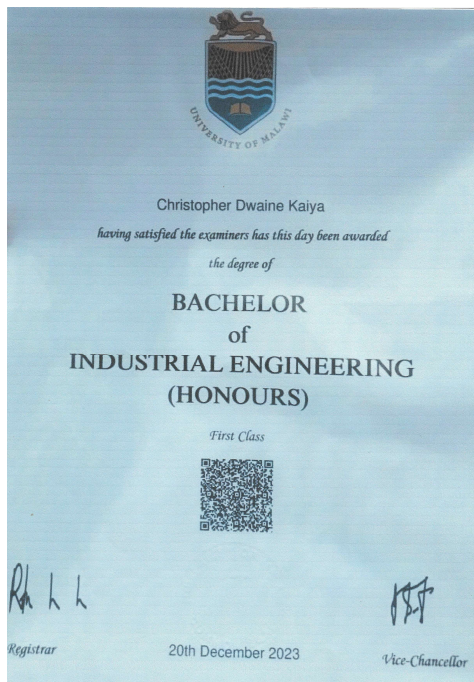 UNIVERSITY OF MALAWI
Christopher Dwaine Kaiya
having satisfied the examiners has this day been awarded
the degree of
BACHELOR
of
INDUSTRIAL ENGINEERING
(HONOURS)
First Class
Registrar
20th December 2023
Vice-Chancellor